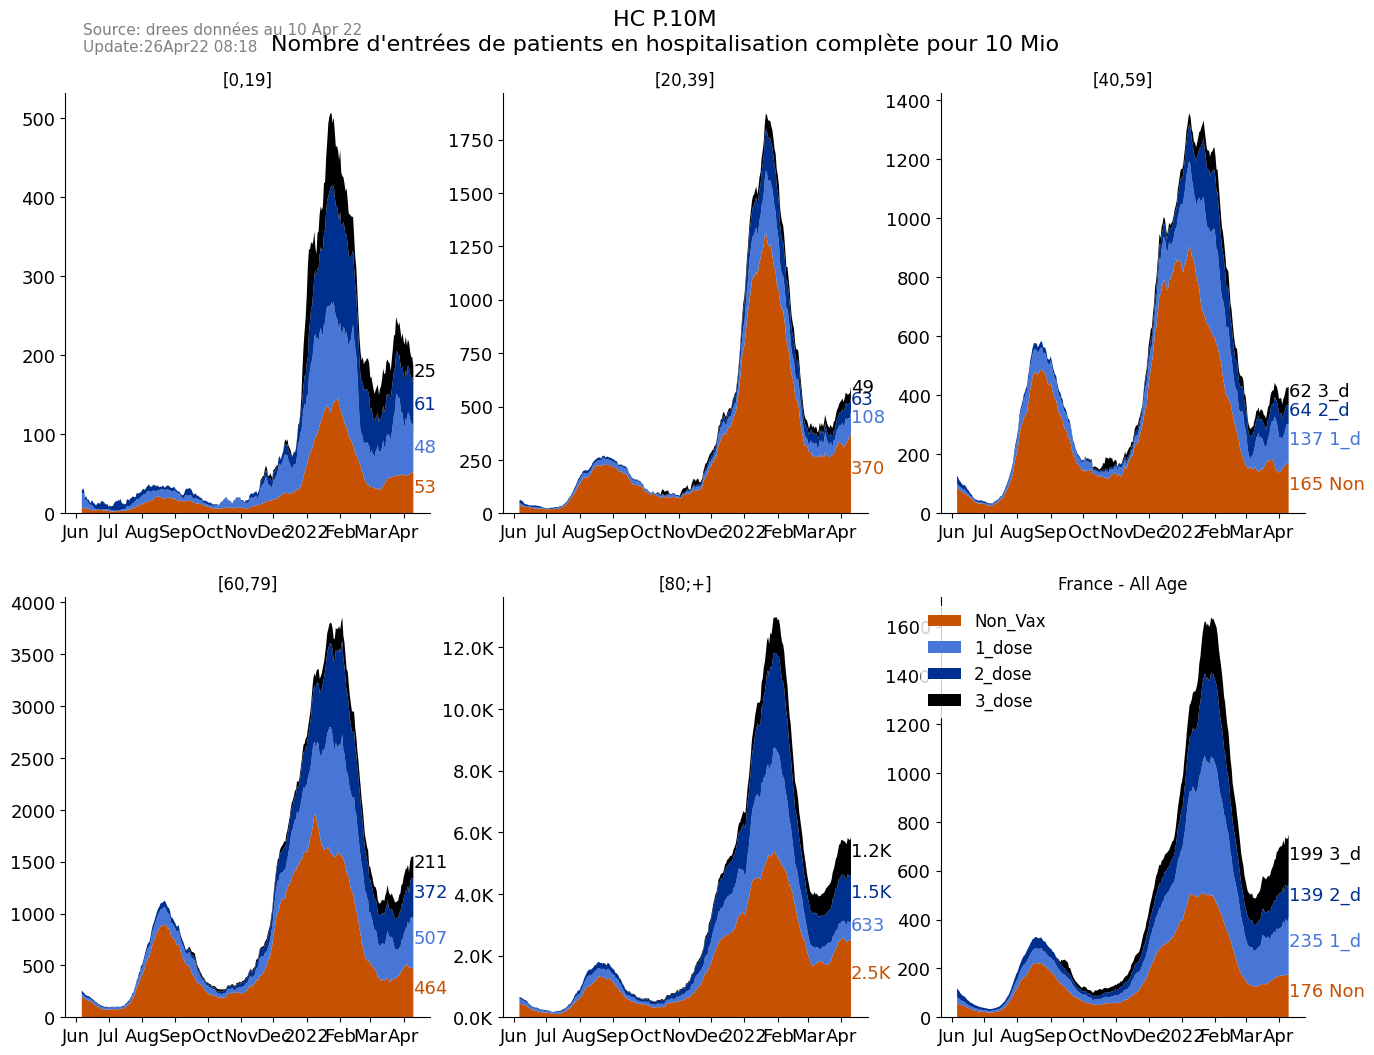 HC P.10M
Source: drees données au 10 Apr 22
Update:26Apr22 08:18
Nombre d'entrées de patients en hospitalisation complète pour 10 Mio
[0,19]
500
400
300
200
100
0
25
61
48
53
Jun Jul Aug Sep Oct Nov Dec 2022 Feb Mar Apr
[20,39]
1750
1500
1250
1000
750
500
250
0
49
63
108
370
Jun Jul Aug Sep Oct Nov Dec 2022 Feb Mar Apr
[40,59]
1400
1200
1000
800
600
400
200
0
62 3_d
64 2_d
137 1_d
165 Non
Jun Jul Aug Sep Oct Nov Dec 2022 Feb Mar Apr
[60,79]
4000
3500
3000
2500
2000
1500
1000
500
0
211
372
507
464
Jun Jul Aug Sep Oct Nov Dec 2022 Feb Mar Apr
[80;+]
12.0K
10.0K
8.0K
6.0K
4.0K
2.0K
0.0K
1.2K
1.5K
633
2.5K
Jun Jul Aug Sep Oct Nov Dec 2022 Feb Mar Apr
France - All Age
1600
1400
1200
1000
800
600
400
200
0
Non_Vax
1_dose
2_dose
3_dose
199 3_d
139 2_d
235 1_d
176 Non
Jun Jul Aug Sep Oct Nov Dec 2022 Feb Mar Apr